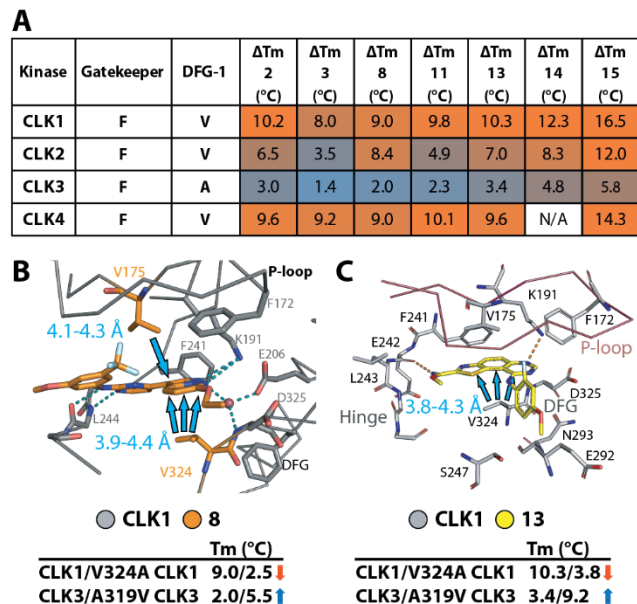 A
Kinase Gatekeeper DFG-1 ΔTm 2 (°C) ΔTm 3 (°C) ΔTm 8 (°C) ΔTm 11 (°C) ΔTm 13 (°C) ΔTm 14 (°C) ΔTm 15 (°C)
CLK1 F V 10.2 8.0 9.0 9.8 10.3 12.3 16.5
CLK2 F V 6.5 3.5 8.4 4.9 7.0 8.3 12.0
CLK3 F A 3.0 1.4 2.0 2.3 3.4 4.8 5.8
CLK4 F V 9.6 9.2 9.0 10.1 9.6 N/A 14.3
B
V175
P-loop
F172
4.1-4.3 Å
F241
K191
E206
L244
D325
3.9-4.4 Å
V324
DFG
CLK1 8
Tm (°C)
CLK1/V324A CLK1 9.0/2.5
CLK3/A319V CLK3 2.0/5.5
C
K191
F241
V175
F172
E242
P-loop
L243
D325
3.8-4.3 Å
Hinge
V324
DFG
N293
S247
E292
CLK1 13
Tm (°C)
CLK1/V324A CLK1 10.3/3.8
CLK3/A319V CLK3 3.4/9.2